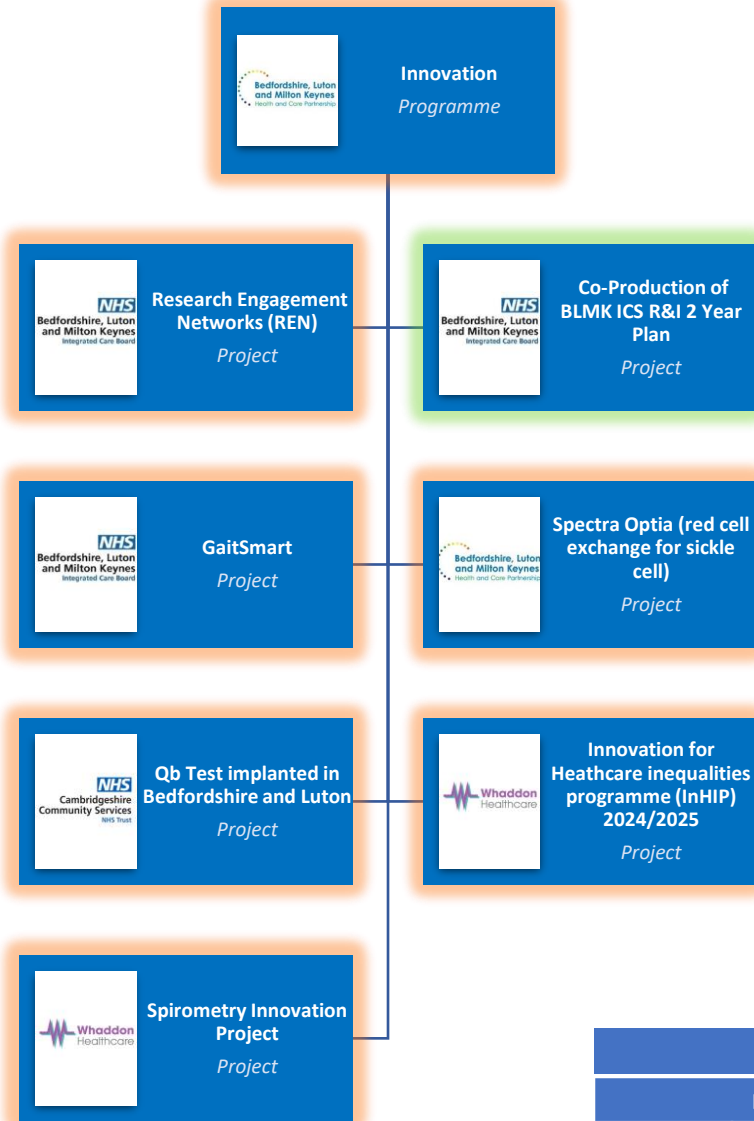 Bedfordshire, Luton
and Milton Keynes
Health and Care Partnership
Innovation
Programme
NHS
Bedfordshire, Luton
and Milton Keynes
Integrated Care Board
Research Engagement
Networks (REN)
Project
NHS
Bedfordshire, Luton
and Milton Keynes
Integrated Care Board
Co-Production of
BLMK ICS R&I 2 Year
Plan
Project
NHS
Bedfordshire, Luton
and Milton Keynes
Integrated Care Board
GaitSmart
Project
Bedfordshire, Luton
and Milton Keynes
Health and Care Partnership
Spectra Optia (red cell
exchange for sickle
cell)
Project
NHS
Cambridgeshire
Community Services
NHS Trust
Qb Test implanted in
Bedfordshire and Luton
Project
Whaddon
Healthcare
Innovation for
Heathcare inequalities
programme (InHIP)
2024/2025
Project
Whaddon
Healthcare
Spirometry Innovation
Project
Project